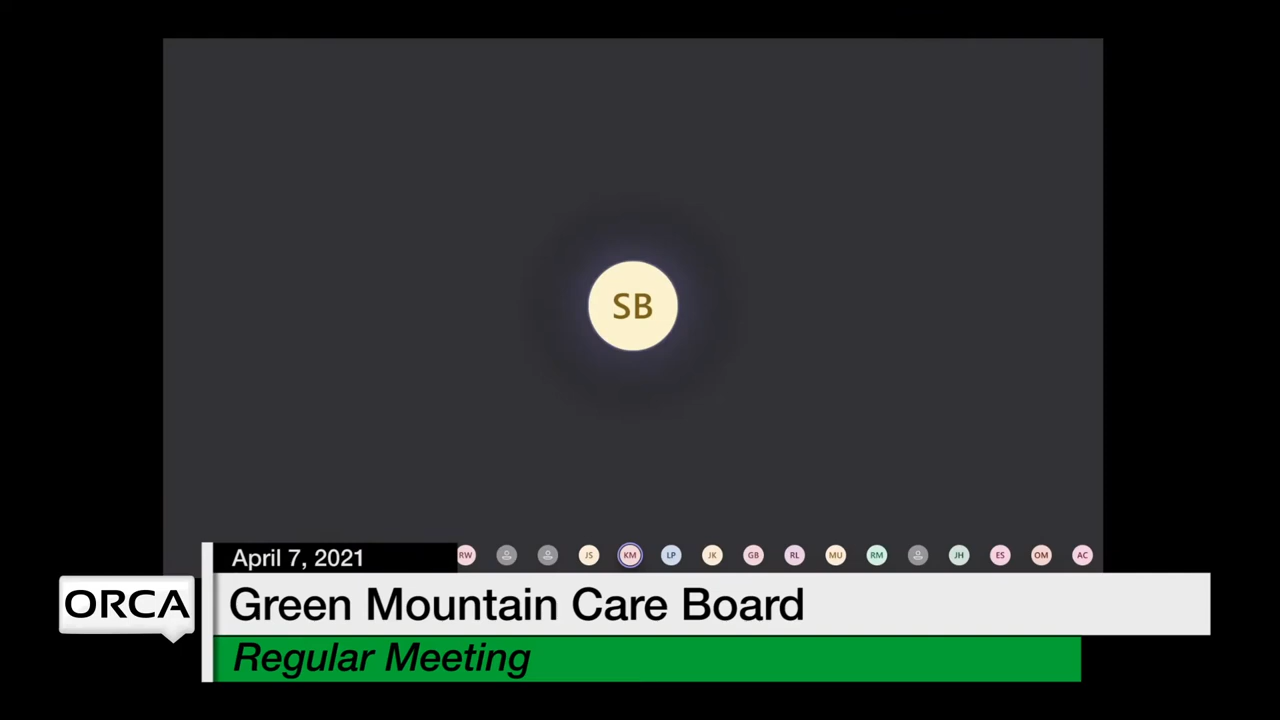 SB
April 7, 2021
RW JS KM LP JK GB RL MU RM JH ES OM AC
ORCA
Green Mountain Care Board
Regular Meeting